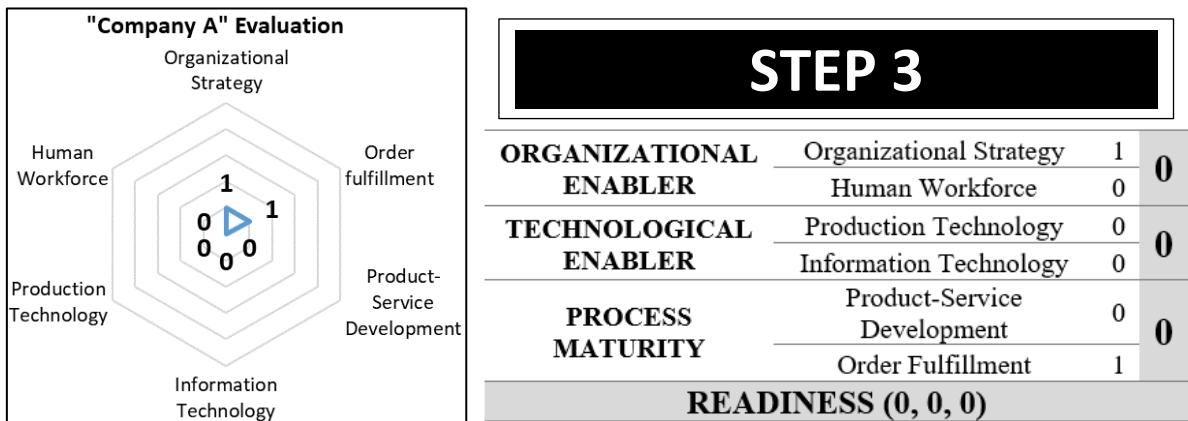 "Company A" Evaluation
Organizational
Strategy
Human
Workforce
Order
fulfillment
1
0
1
0
0
0
Production
Technology
Product-
Service
Development
Information
Technology
STEP 3
ORGANIZATIONAL
ENABLER
Organizational Strategy 1
Human Workforce 0
0
TECHNOLOGICAL
ENABLER
Production Technology 0
Information Technology 0
0
PROCESS
MATURITY
Product-Service
Development
0
Order Fulfillment 1
0
READINESS (0, 0, 0)